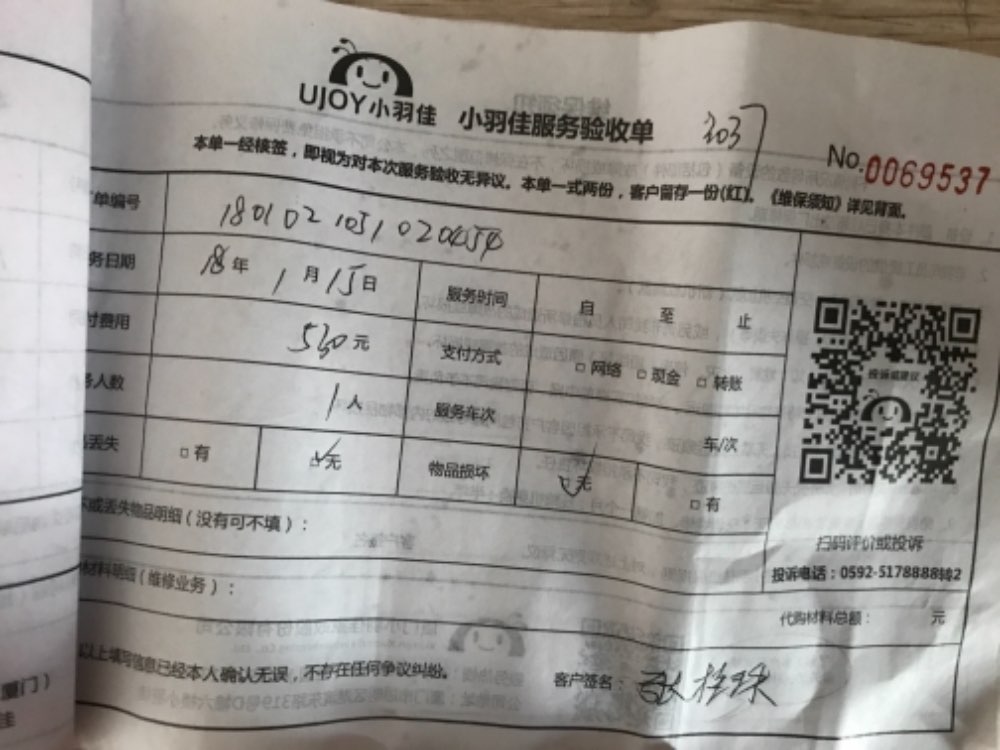 UJOY小羽佳 小羽佳服务验收单 3037
No.0069537
本单一经核签，即视为对本次服务验收无异议。本单一式两份，客户留存一份(红)。《维保须知》详见背面。
单编号 1801021051020454
务日期 18年1月15日 服务时间 自 至 止
付费用 530元 支付方式 □网络 □现金 □转账
务人数 1人 服务车次 车/次
丢失 □有 ☑无 物品损坏 ☑无 □有
或丢失物品明细（没有可不填）：
扫码评价或投诉
投诉电话：0592-5178888转2
材料明细（维修业务）：
代购材料总额： 元
以上填写信息已经本人确认无误，不存在任何争议纠纷。
客户签名：
投诉或建议
厦门）
佳